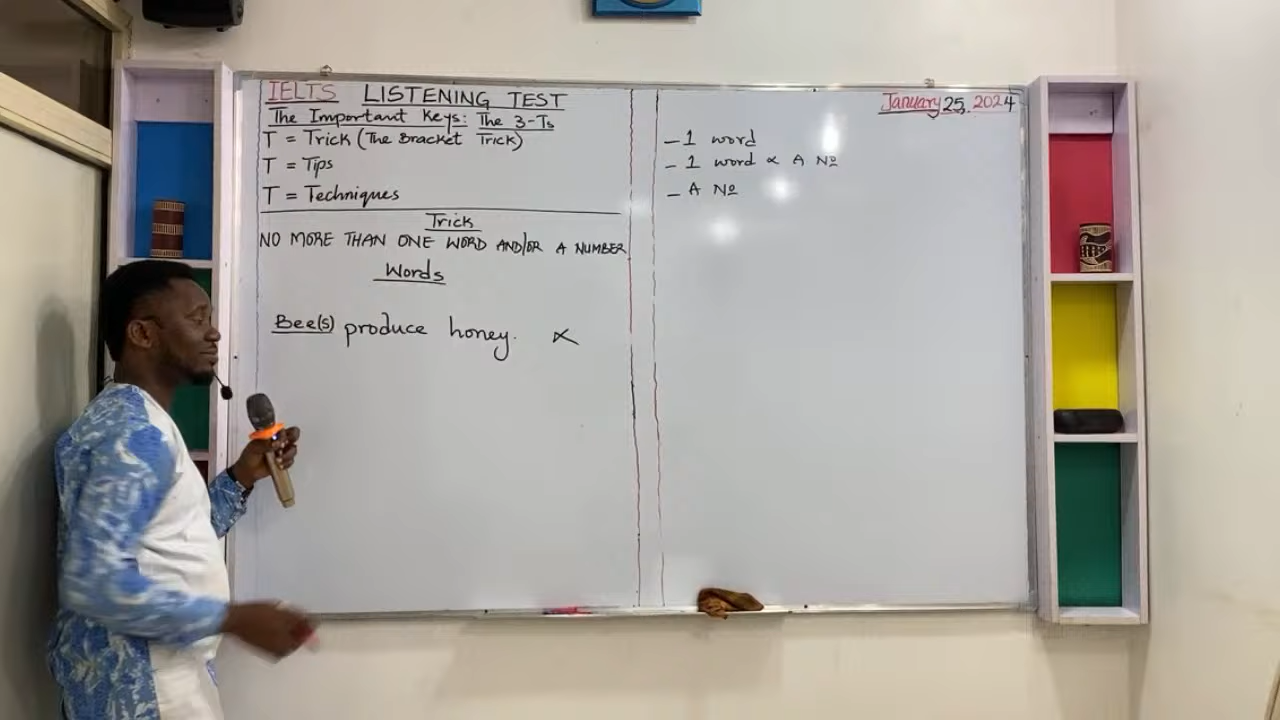 IELTS LISTENING TEST
The Important Keys: The 3-Ts
T = Trick (The Bracket Trick)
T = Tips
T = Techniques
Trick
NO MORE THAN ONE WORD AND/OR A NUMBER
Words
Bee(s) produce honey. ∝
January 25, 2024
- 1 word
- 1 word ∝ A Nº
- A Nº